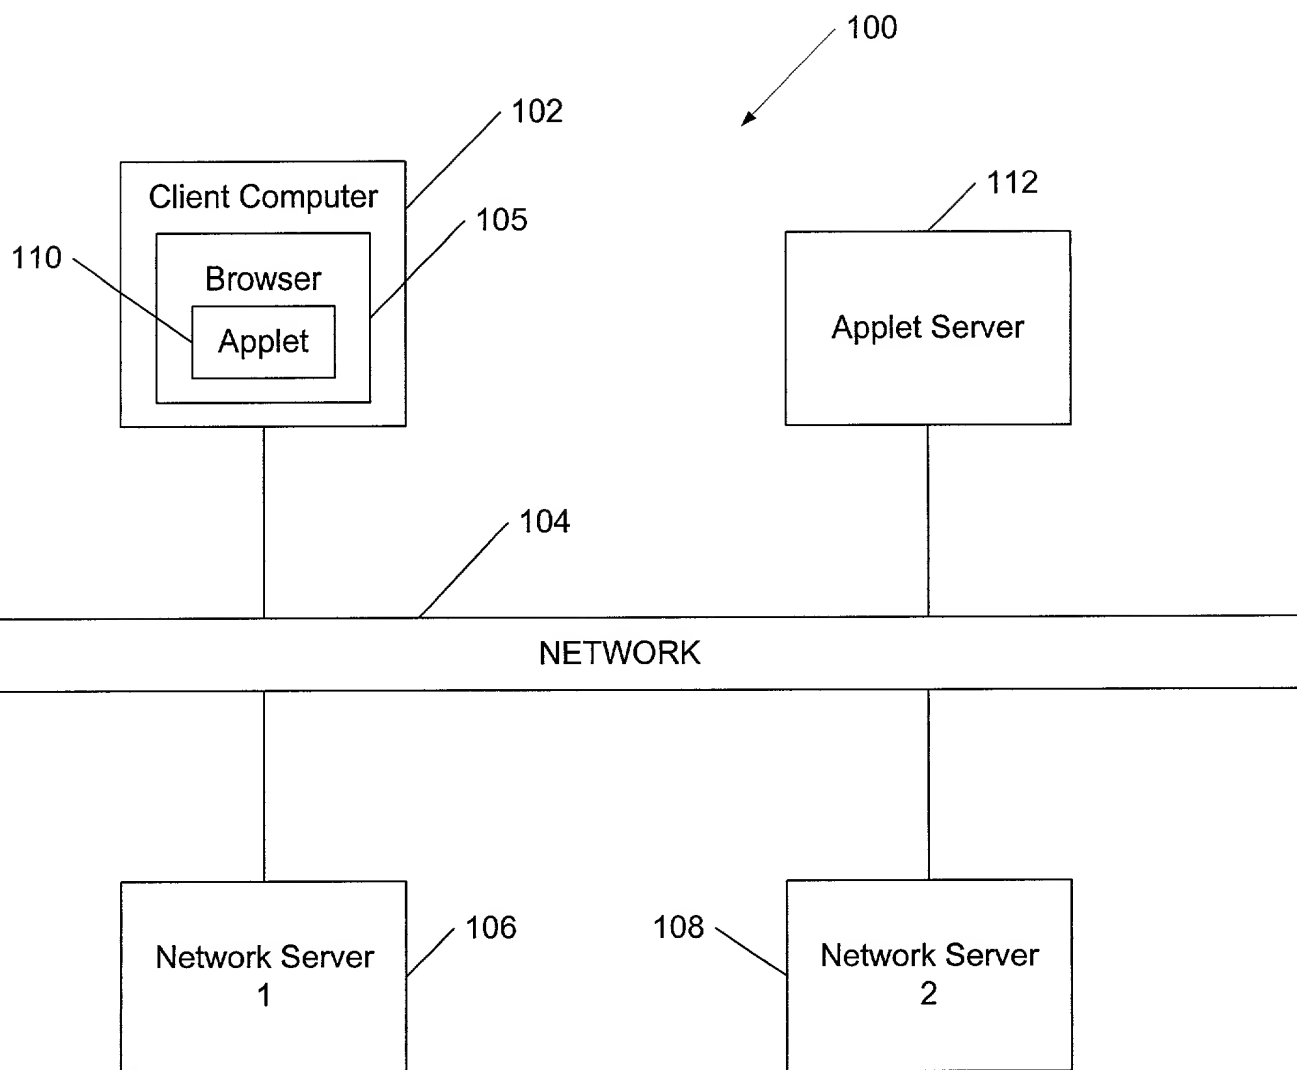 100
102
Client Computer
112
105
110
Browser
Applet
Applet Server
104
NETWORK
106
108
Network Server
1
Network Server
2